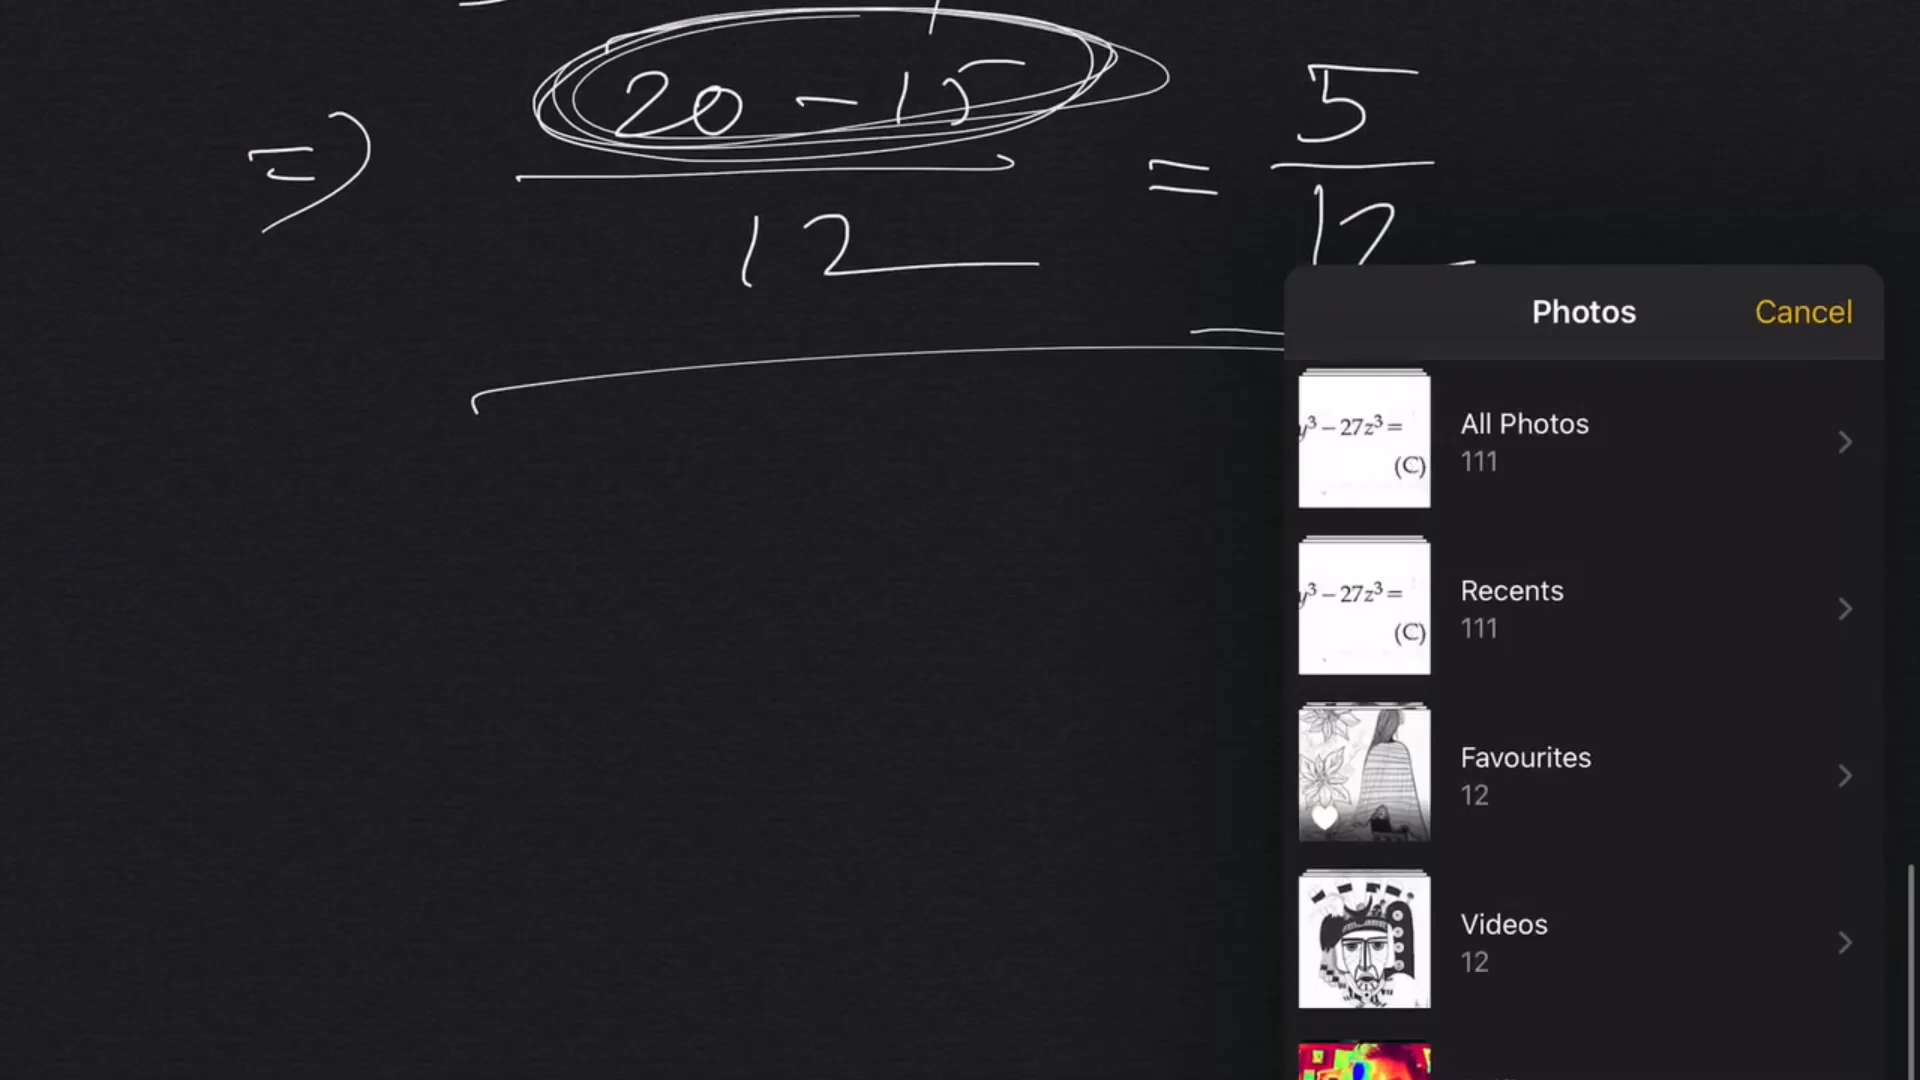 => 20 - 15 = 5
12 12
Photos Cancel
y³ – 27z³ =
(C)
All Photos
111
y³ – 27z³ =
(C)
Recents
111
Favourites
12
Videos
12